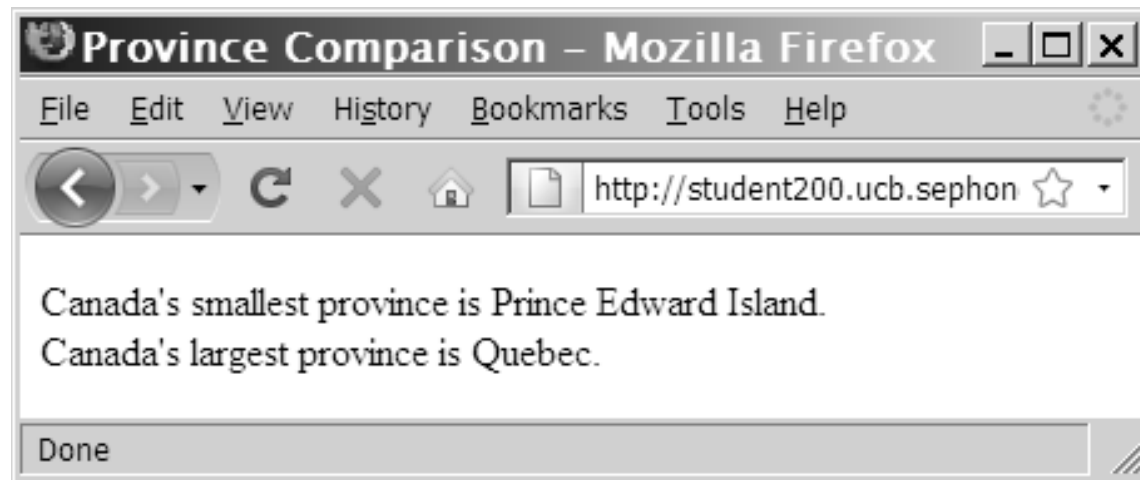 Province Comparison – Mozilla Firefox
File Edit View History Bookmarks Tools Help
http://student200.ucb.sephon
Canada's smallest province is Prince Edward Island.
Canada's largest province is Quebec.
Done